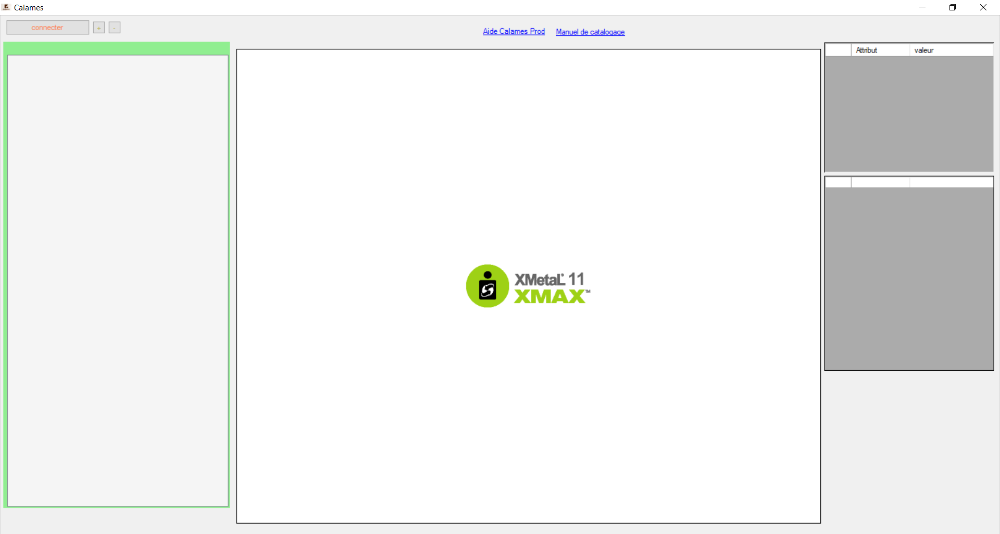 Calames
connecter
+
-
Aide Calames Prod
Manuel de catalogage
Attribut
valeur
XMetaL® 11
XMAX™